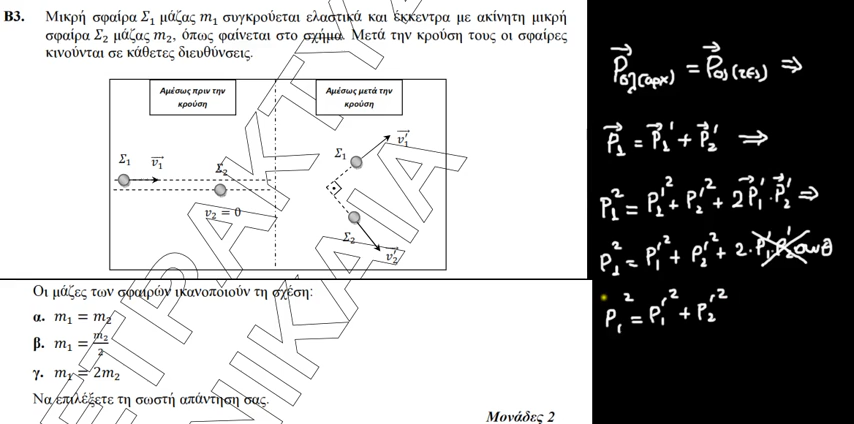 B3. Μικρή σφαίρα Σ₁ μάζας m₁ συγκρούεται ελαστικά και έκκεντρα με ακίνητη μικρή
σφαίρα Σ₂ μάζας m₂, όπως φαίνεται στο σχήμα. Μετά την κρούση τους οι σφαίρες
κινούνται σε κάθετες διευθύνσεις.
Αμέσως πριν την
κρούση
Αμέσως μετά την
κρούση
Σ₁ v₁
Σ₂
v₂ = 0
Σ₁ v₁′
Σ₂ v₂′
Οι μάζες των σφαιρών ικανοποιούν τη σχέση:
α. m₁ = m₂
β. m₁ = m₂/2
γ. m₁ = 2m₂
Να επιλέξετε τη σωστή απάντηση σας.
Μονάδες 2
P⃗ολ(αρχ) = P⃗ολ(τελ) ⇒
P⃗₁ = P⃗₁′ + P⃗₂′ ⇒
P₁² = P₁′² + P₂′² + 2P⃗₁′·P⃗₂′ ⇒
P₁² = P₁′² + P₂′² + 2·P₁′·P₂′ συνθ
P₁² = P₁′² + P₂′²